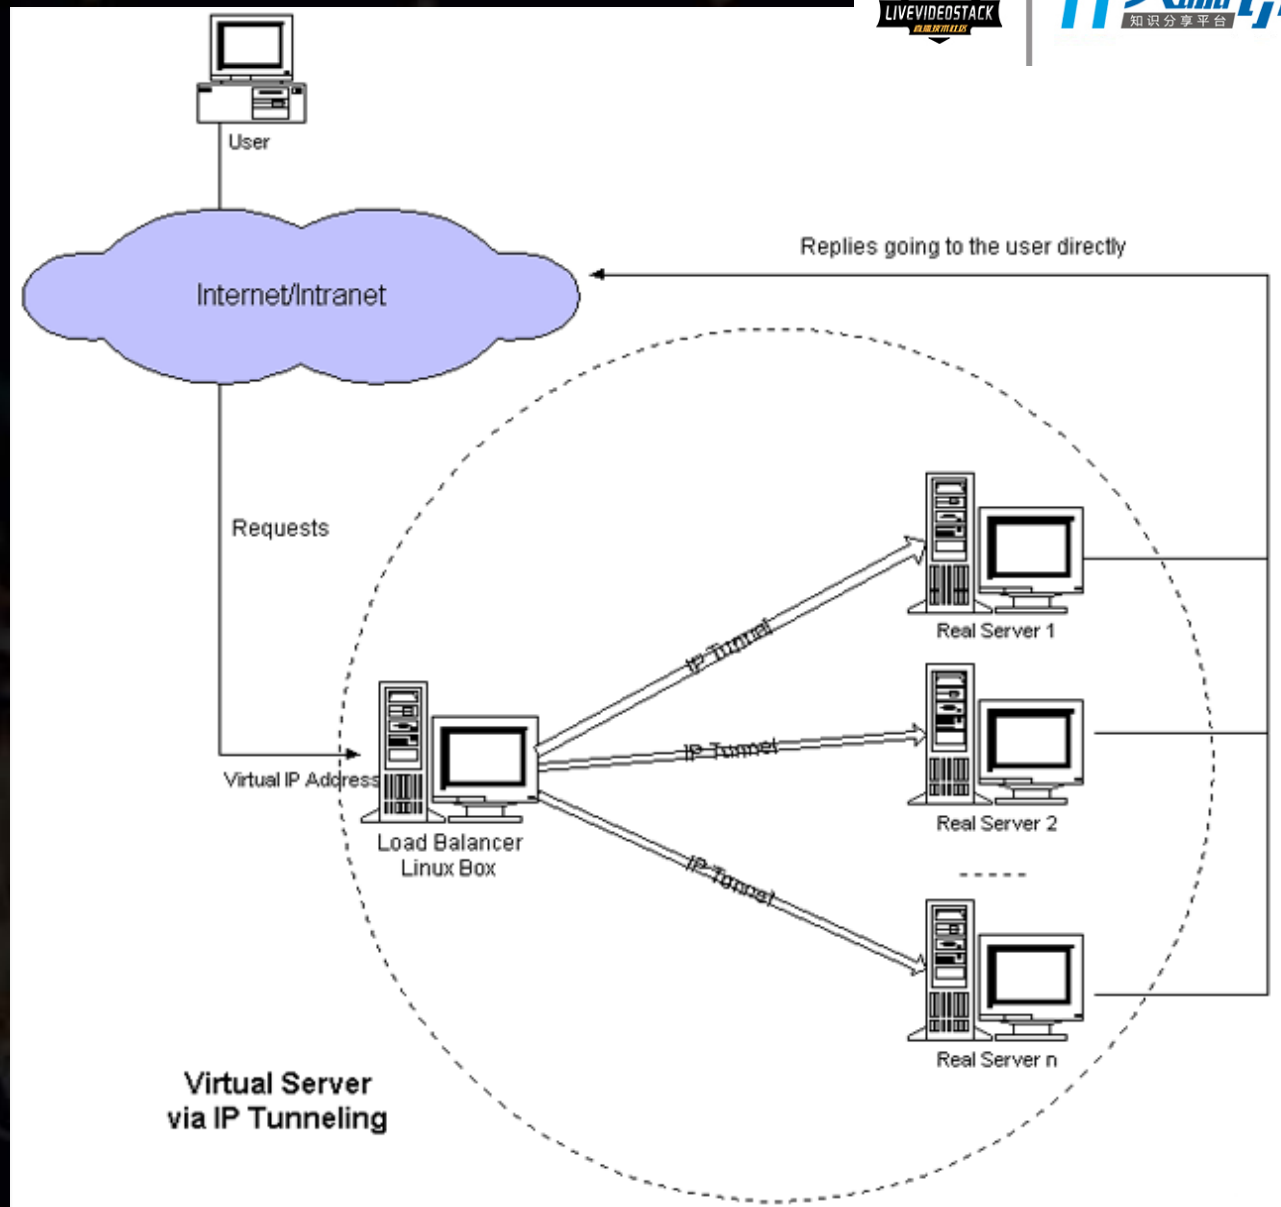 LIVEVIDEOSTACK
知识分享平台
User
Replies going to the user directly
Internet/Intranet
Requests
IP Tunnel
Real Server 1
IP Tunnel
Virtual IP Address
Real Server 2
Load Balancer
Linux Box
IP Tunnel
Real Server n
Virtual Server
via IP Tunneling